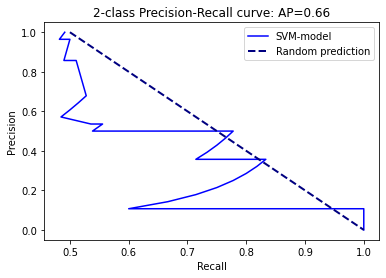 2-class Precision-Recall curve: AP=0.66
SVM-model
Random prediction
Precision
1.0
0.8
0.6
0.4
0.2
0.0
0.5 0.6 0.7 0.8 0.9 1.0
Recall